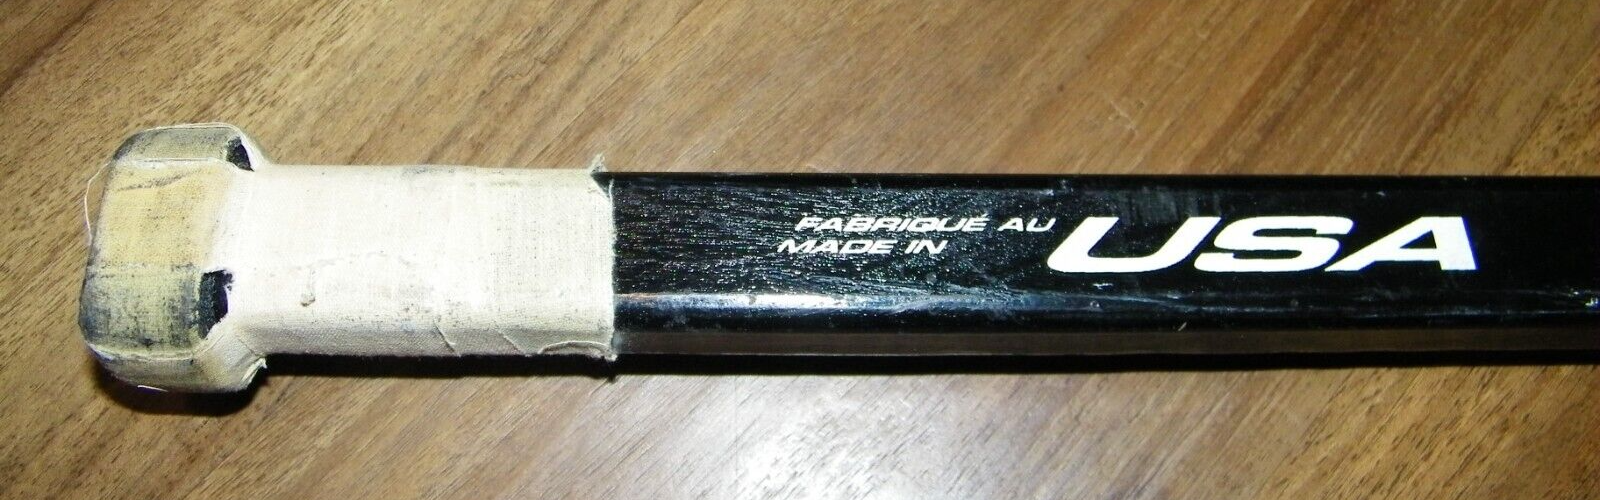 FABRIQUÉ AU
MADE IN
USA